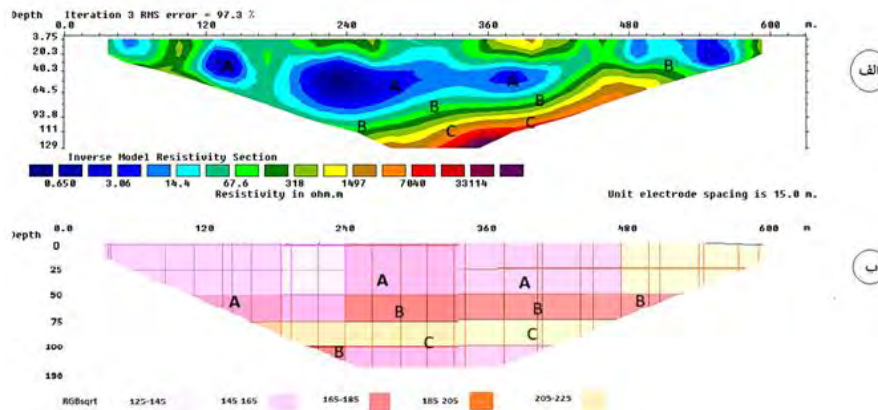 Depth Iteration 3 RMS error = 97.3 %
0.0 120 240 360 480 600 m.
3.75
20.3
40.3
64.5
93.8
111
129
A A A B B B B C C
الف
Inverse Model Resistivity Section
0.650 3.06 14.4 67.6 318 1497 7040 33114
Resistivity in ohm.m Unit electrode spacing is 15.0 m.
Depth 0.0 120 240 360 480 600 m
0
25
50
75
100
A A A B B B B C C
ب
RGBsqrt 125-145 145 165 165-185 185 205 205-225